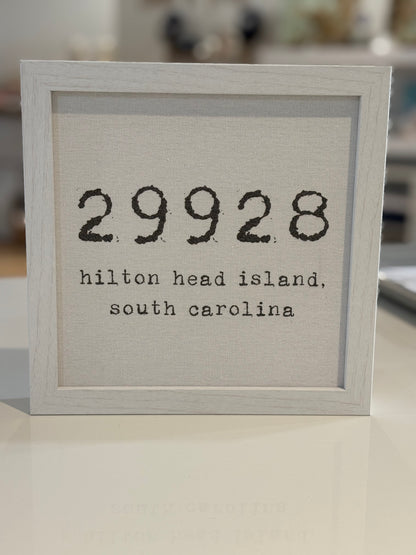 29928
hilton head island,
south carolina